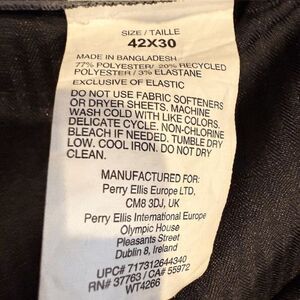 SIZE / TAILLE
42X30
MADE IN BANGLADESH
77% POLYESTER/ 20% RECYCLED
POLYESTER / 3% ELASTANE
EXCLUSIVE OF ELASTIC
DO NOT USE FABRIC SOFTENERS
OR DRYER SHEETS. MACHINE
WASH COLD WITH LIKE COLORS.
DELICATE CYCLE. NON-CHLORINE
BLEACH IF NEEDED. TUMBLE DRY
LOW. COOL IRON. DO NOT DRY
CLEAN.
MANUFACTURED FOR:
Perry Ellis Europe LTD,
CM8 3DJ, UK
Perry Ellis International Europe
Olympic House
Pleasants Street
Dublin 8, Ireland
UPC# 717312644340
RN# 37763 / CA# 55972
WT4266